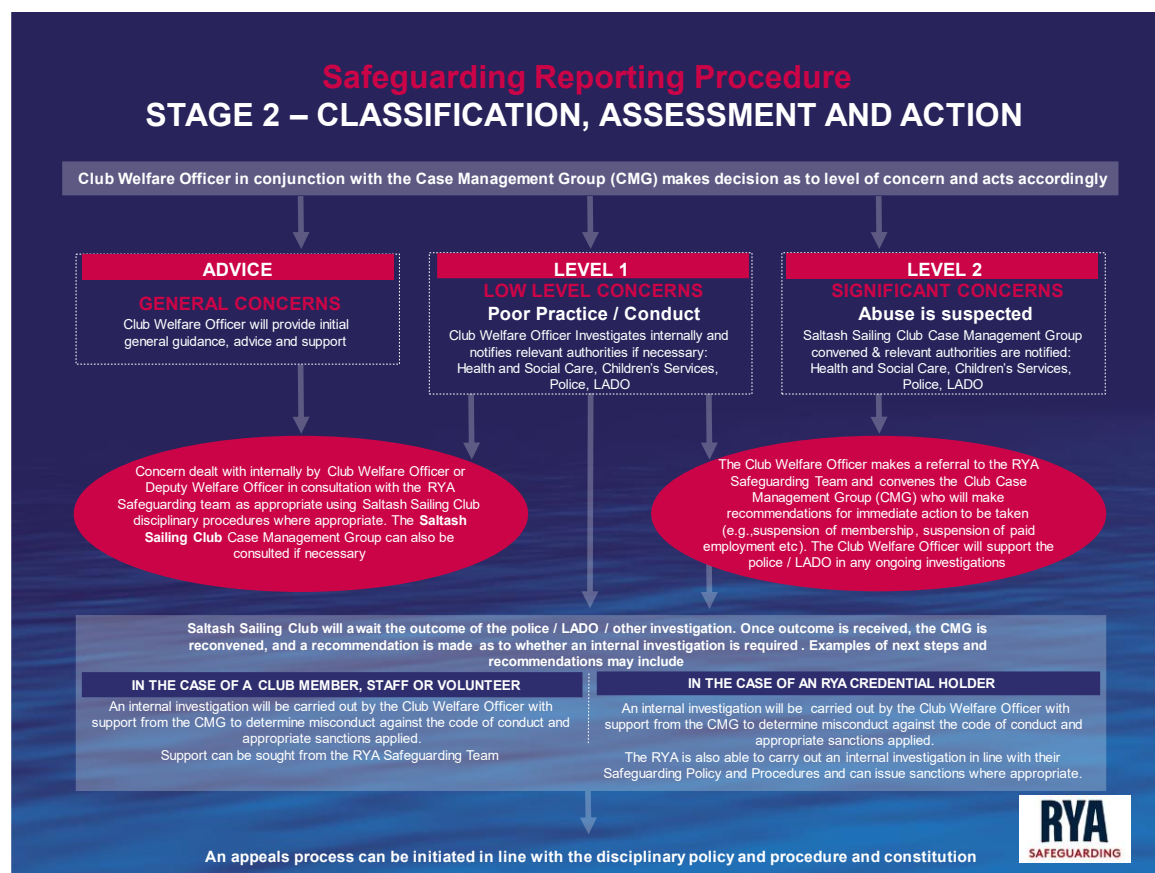 Safeguarding Reporting Procedure
STAGE 2 – CLASSIFICATION, ASSESSMENT AND ACTION
Club Welfare Officer in conjunction with the Case Management Group (CMG) makes decision as to level of concern and acts accordingly
ADVICE
GENERAL CONCERNS
Club Welfare Officer will provide initial
general guidance, advice and support
LEVEL 1
LOW LEVEL CONCERNS
Poor Practice / Conduct
Club Welfare Officer Investigates internally and
notifies relevant authorities if necessary:
Health and Social Care, Children's Services,
Police, LADO
LEVEL 2
SIGNIFICANT CONCERNS
Abuse is suspected
Saltash Sailing Club Case Management Group
convened & relevant authorities are notified:
Health and Social Care, Children's Services,
Police, LADO
Concern dealt with internally by Club Welfare Officer or
Deputy Welfare Officer in consultation with the RYA
Safeguarding team as appropriate using Saltash Sailing Club
disciplinary procedures where appropriate. The Saltash
Sailing Club Case Management Group can also be
consulted if necessary
The Club Welfare Officer makes a referral to the RYA
Safeguarding Team and convenes the Club Case
Management Group (CMG) who will make
recommendations for immediate action to be taken
(e.g.,suspension of membership, suspension of paid
employment etc). The Club Welfare Officer will support the
police / LADO in any ongoing investigations
Saltash Sailing Club will await the outcome of the police / LADO / other investigation. Once outcome is received, the CMG is
reconvened, and a recommendation is made as to whether an internal investigation is required. Examples of next steps and
recommendations may include
IN THE CASE OF A CLUB MEMBER, STAFF OR VOLUNTEER
An internal investigation will be carried out by the Club Welfare Officer with
support from the CMG to determine misconduct against the code of conduct and
appropriate sanctions applied.
Support can be sought from the RYA Safeguarding Team
IN THE CASE OF AN RYA CREDENTIAL HOLDER
An internal investigation will be carried out by the Club Welfare Officer with
support from the CMG to determine misconduct against the code of conduct and
appropriate sanctions applied.
The RYA is also able to carry out an internal investigation in line with their
Safeguarding Policy and Procedures and can issue sanctions where appropriate.
An appeals process can be initiated in line with the disciplinary policy and procedure and constitution
RYA
SAFEGUARDING